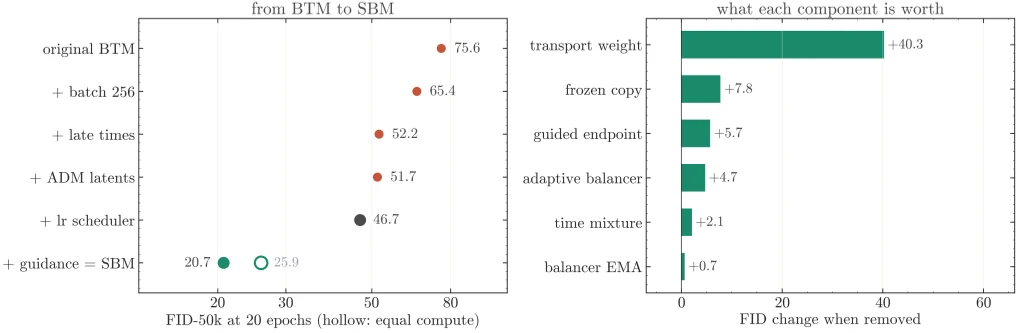 from BTM to SBM
original BTM
75.6
+ batch 256
65.4
+ late times
52.2
+ ADM latents
51.7
+ lr scheduler
46.7
+ guidance = SBM
20.7
25.9
20 30 50 80
FID-50k at 20 epochs (hollow: equal compute)
what each component is worth
transport weight
+40.3
frozen copy
+7.8
guided endpoint
+5.7
adaptive balancer
+4.7
time mixture
+2.1
balancer EMA
+0.7
0 20 40 60
FID change when removed